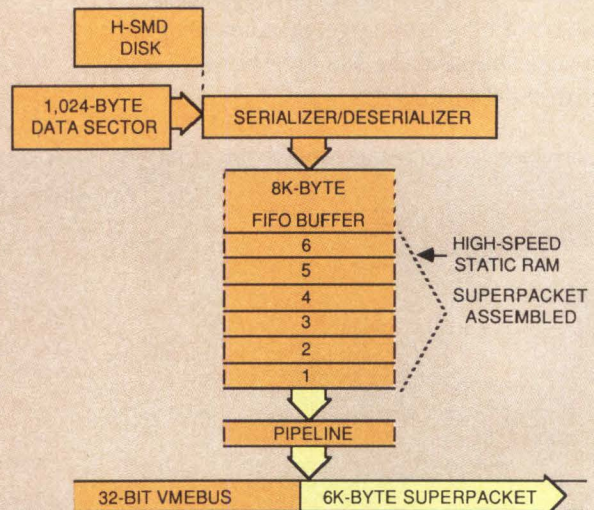 H-SMD
DISK
1,024-BYTE
DATA SECTOR
SERIALIZER/DESERIALIZER
8K-BYTE
FIFO BUFFER
6
5
4
3
2
1
HIGH-SPEED
STATIC RAM
SUPERPACKET
ASSEMBLED
PIPELINE
32-BIT VMEBUS
6K-BYTE SUPERPACKET